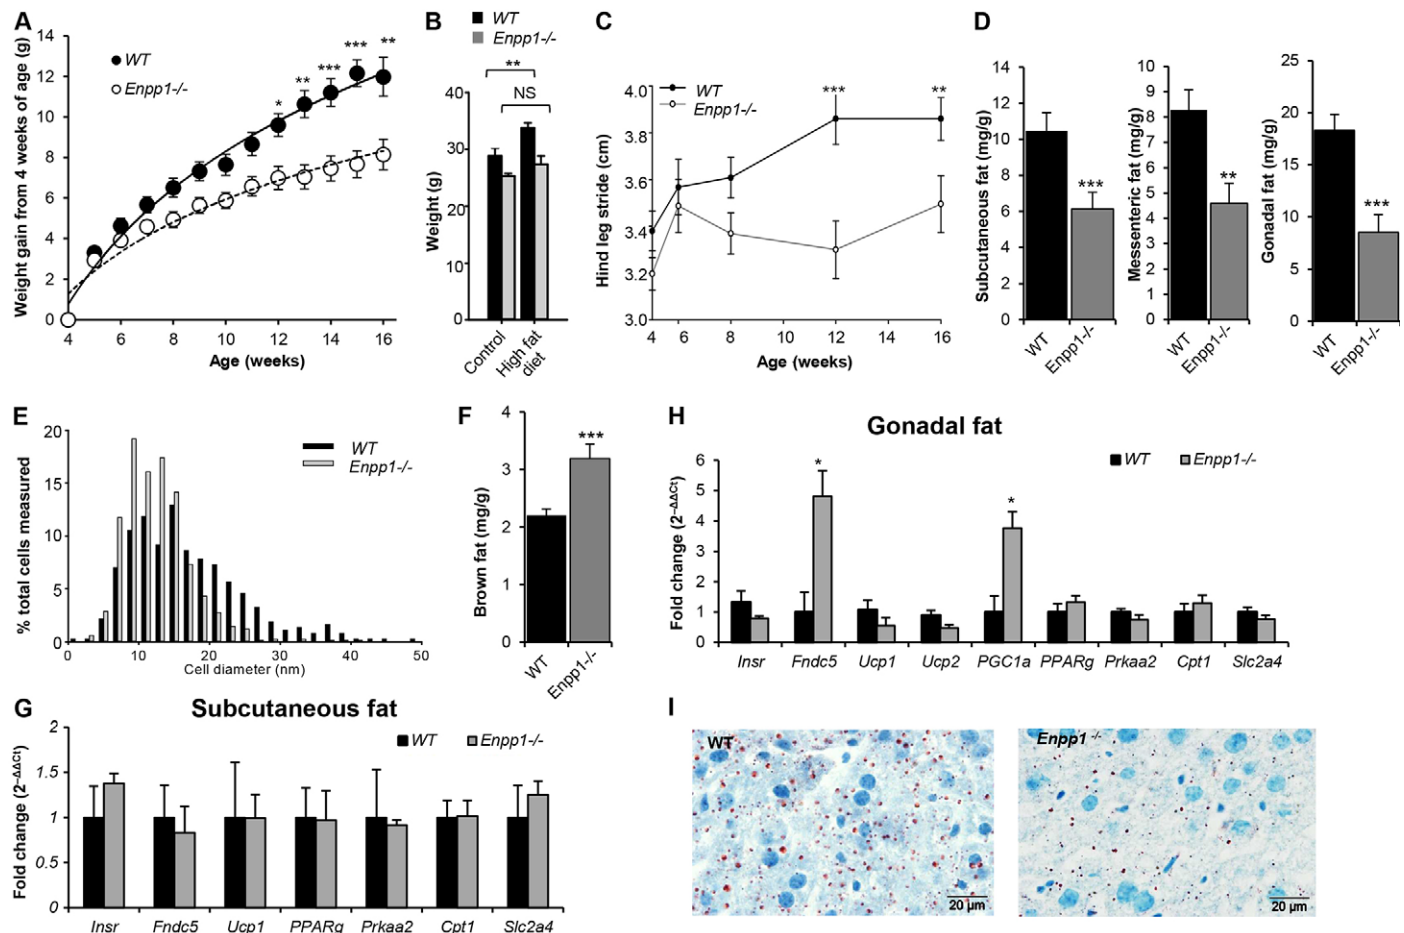 A
Weight gain from 4 weeks of age (g)
14
12
10
8
6
4
2
0
WT
Enpp1-/-
*
**
***
***
**
4 6 8 10 12 14 16
Age (weeks)
B
WT
Enpp1-/-
**
NS
Weight (g)
40
30
20
10
0
Control
High fat
diet
C
WT
Enpp1-/-
***
**
Hind leg stride (cm)
4.0
3.6
3.4
3.2
3.0
4 6 8 10 12 14 16
Age (weeks)
D
Subcutaneous fat (mg/g)
14
12
10
8
6
4
2
0
***
WT
Enpp1-/-
Messenteric fat (mg/g)
10
9
8
7
6
5
4
3
2
1
0
**
WT
Enpp1-/-
Gonadal fat (mg/g)
25
20
15
10
5
0
***
WT
Enpp1-/-
E
% total cells measured
20
15
10
5
0
WT
Enpp1-/-
0 10 20 30 40 50
Cell diameter (nm)
F
Brown fat (mg/g)
4
3
2
1
0
***
WT
Enpp1-/-
H
Gonadal fat
WT Enpp1-/-
Fold change (2−ΔΔCt)
6
5
4
3
2
1
0
*
*
Insr Fndc5 Ucp1 Ucp2 PGC1a PPARg Prkaa2 Cpt1 Slc2a4
G
Subcutaneous fat
WT Enpp1-/-
Fold change (2−ΔΔCt)
2
1.5
1
0.5
0
Insr Fndc5 Ucp1 PPARg Prkaa2 Cpt1 Slc2a4
I
WT
20 µm
Enpp1 -/-
20 µm